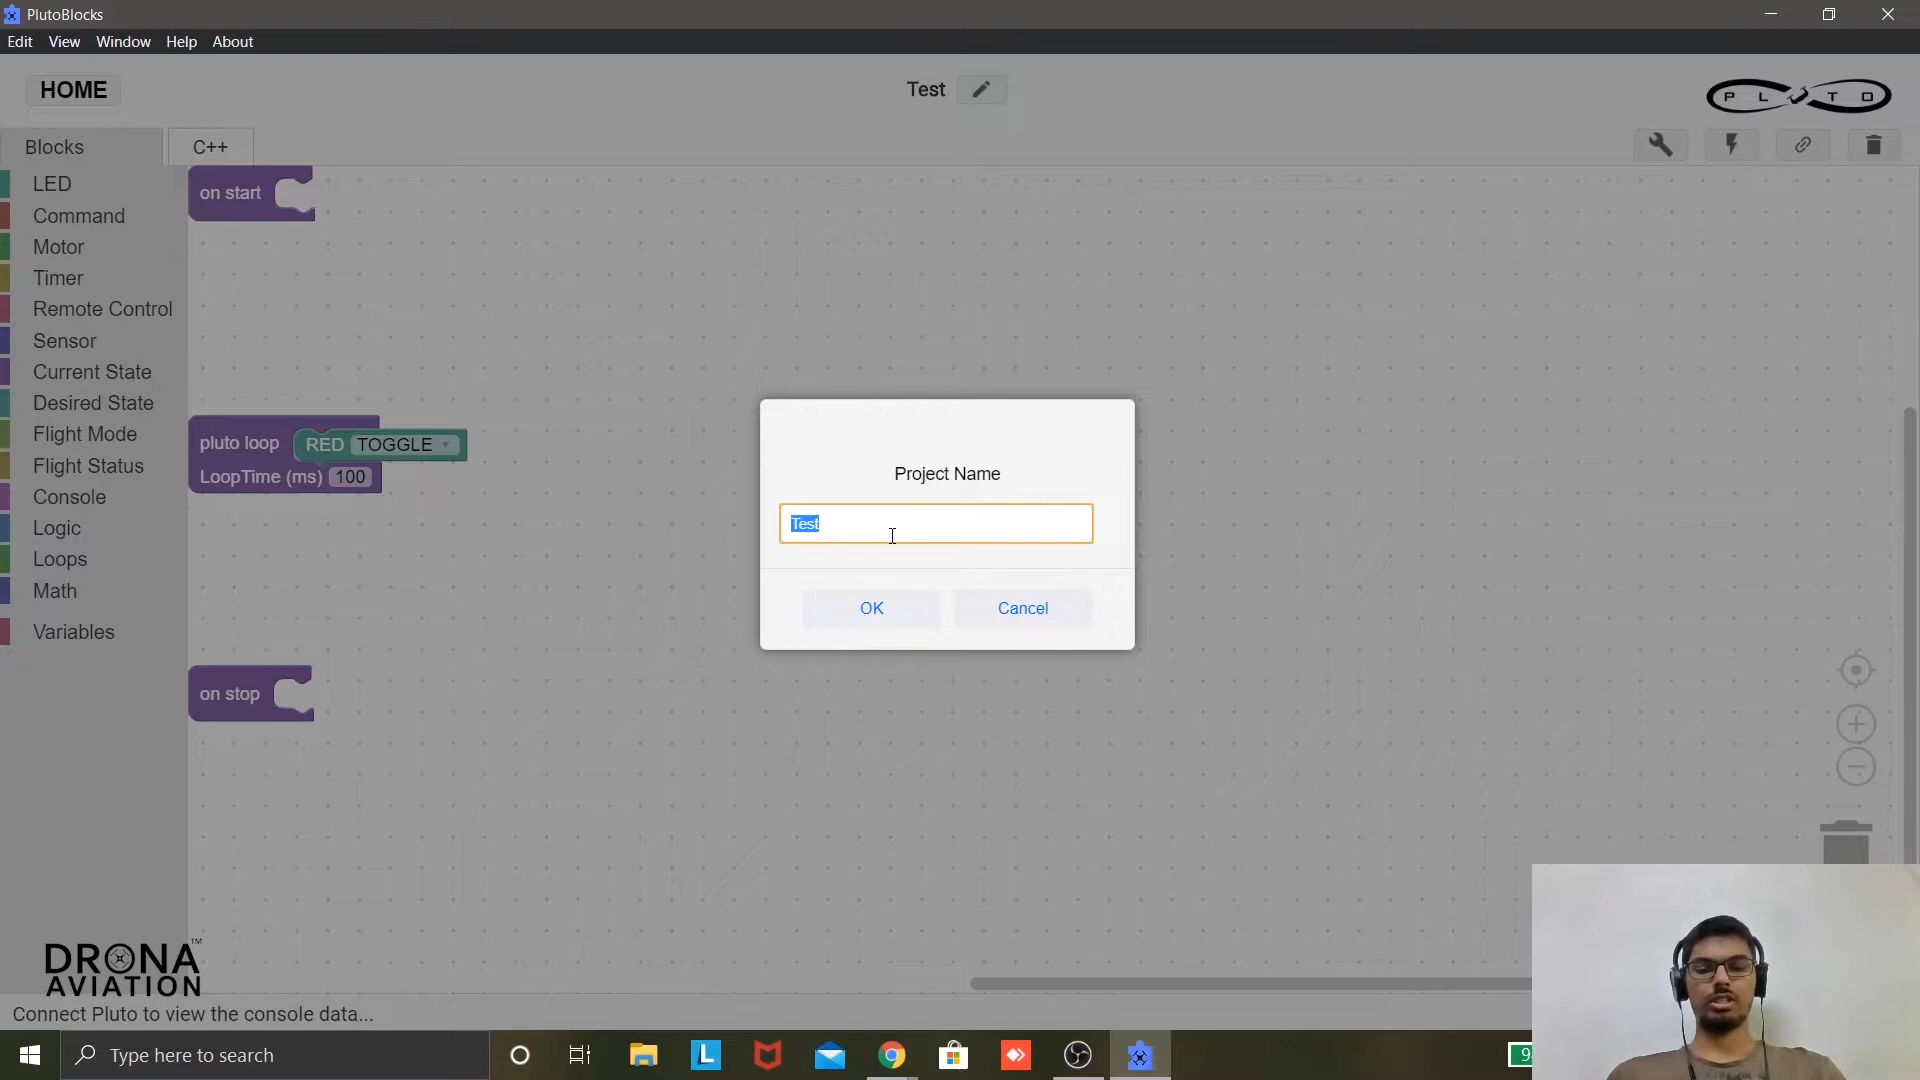 PlutoBlocks
Edit View Window Help About
HOME
Test
PLUTO
Blocks
C++
LED
Command
Motor
Timer
Remote Control
Sensor
Current State
Desired State
Flight Mode
Flight Status
Console
Logic
Loops
Math
Variables
on start
pluto loop RED TOGGLE
LoopTime (ms) 100
on stop
Project Name
Test
OK Cancel
DRONA™
AVIATION
Connect Pluto to view the console data...
Type here to search
L
9